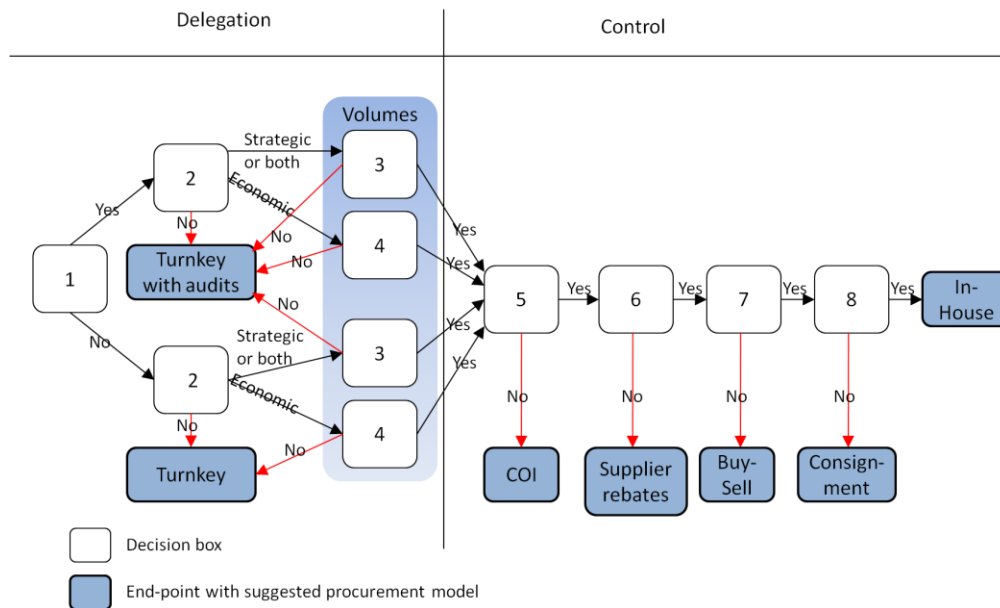 Delegation
Control
Volumes
Strategic
or both
3
2
Economic
Yes
No
No
4
No
Yes
Yes
1
Turnkey
with audits
5
Yes
6
Yes
7
Yes
8
Yes
In-
House
No
No
Strategic
or both
3
Yes
Yes
2
Economic
No
4
No
No
No
No
No
Turnkey
COI
Supplier
rebates
Buy-
Sell
Consign-
ment
Decision box
End-point with suggested procurement model